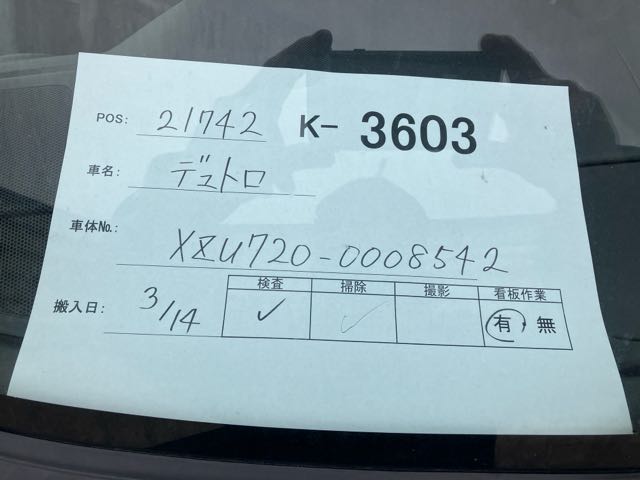 POS: 21742 K- 3603
車名: デュトロ
車体№: XZU720-0008542
検査 掃除 撮影 看板作業
搬入日: 3/14 ✓ ✓ 有・無